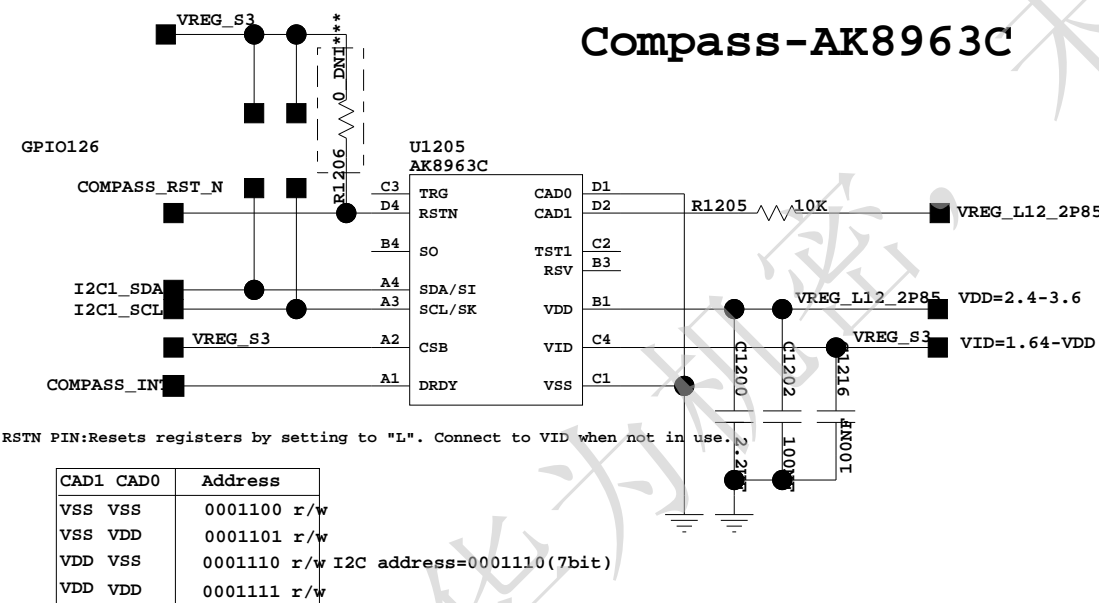 Compass-AK8963C
VREG_S3
0 DNI***
R1206
GPIO126
COMPASS_RST_N
U1205
AK8963C
C3 TRG CAD0 D1
D4 RSTN CAD1 D2
R1205 10K VREG_L12_2P85
B4 SO TST1 C2
RSV B3
I2C1_SDA A4 SDA/SI
I2C1_SCL A3 SCL/SK VDD B1 VREG_L12_2P85 VDD=2.4-3.6
VREG_S3 A2 CSB VID C4 VREG_S3 VID=1.64-VDD
COMPASS_INT A1 DRDY VSS C1
C1200
C1202 100NF
1216 100NF
RSTN PIN:Resets registers by setting to "L". Connect to VID when not in use.
CAD1 CAD0 Address
VSS VSS 0001100 r/w
VSS VDD 0001101 r/w
VDD VSS 0001110 r/w I2C address=0001110(7bit)
VDD VDD 0001111 r/w
华为机密,